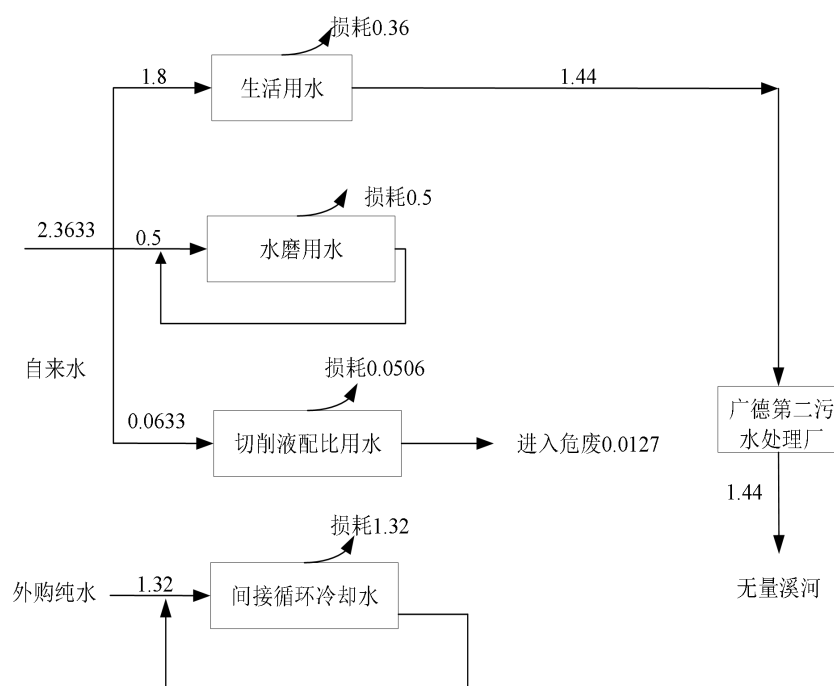 损耗0.36
1.8
生活用水
1.44
损耗0.5
2.3633
0.5
水磨用水
自来水
损耗0.0506
0.0633
切削液配比用水
进入危废0.0127
广德第二污
水处理厂
1.44
无量溪河
损耗1.32
外购纯水
1.32
间接循环冷却水